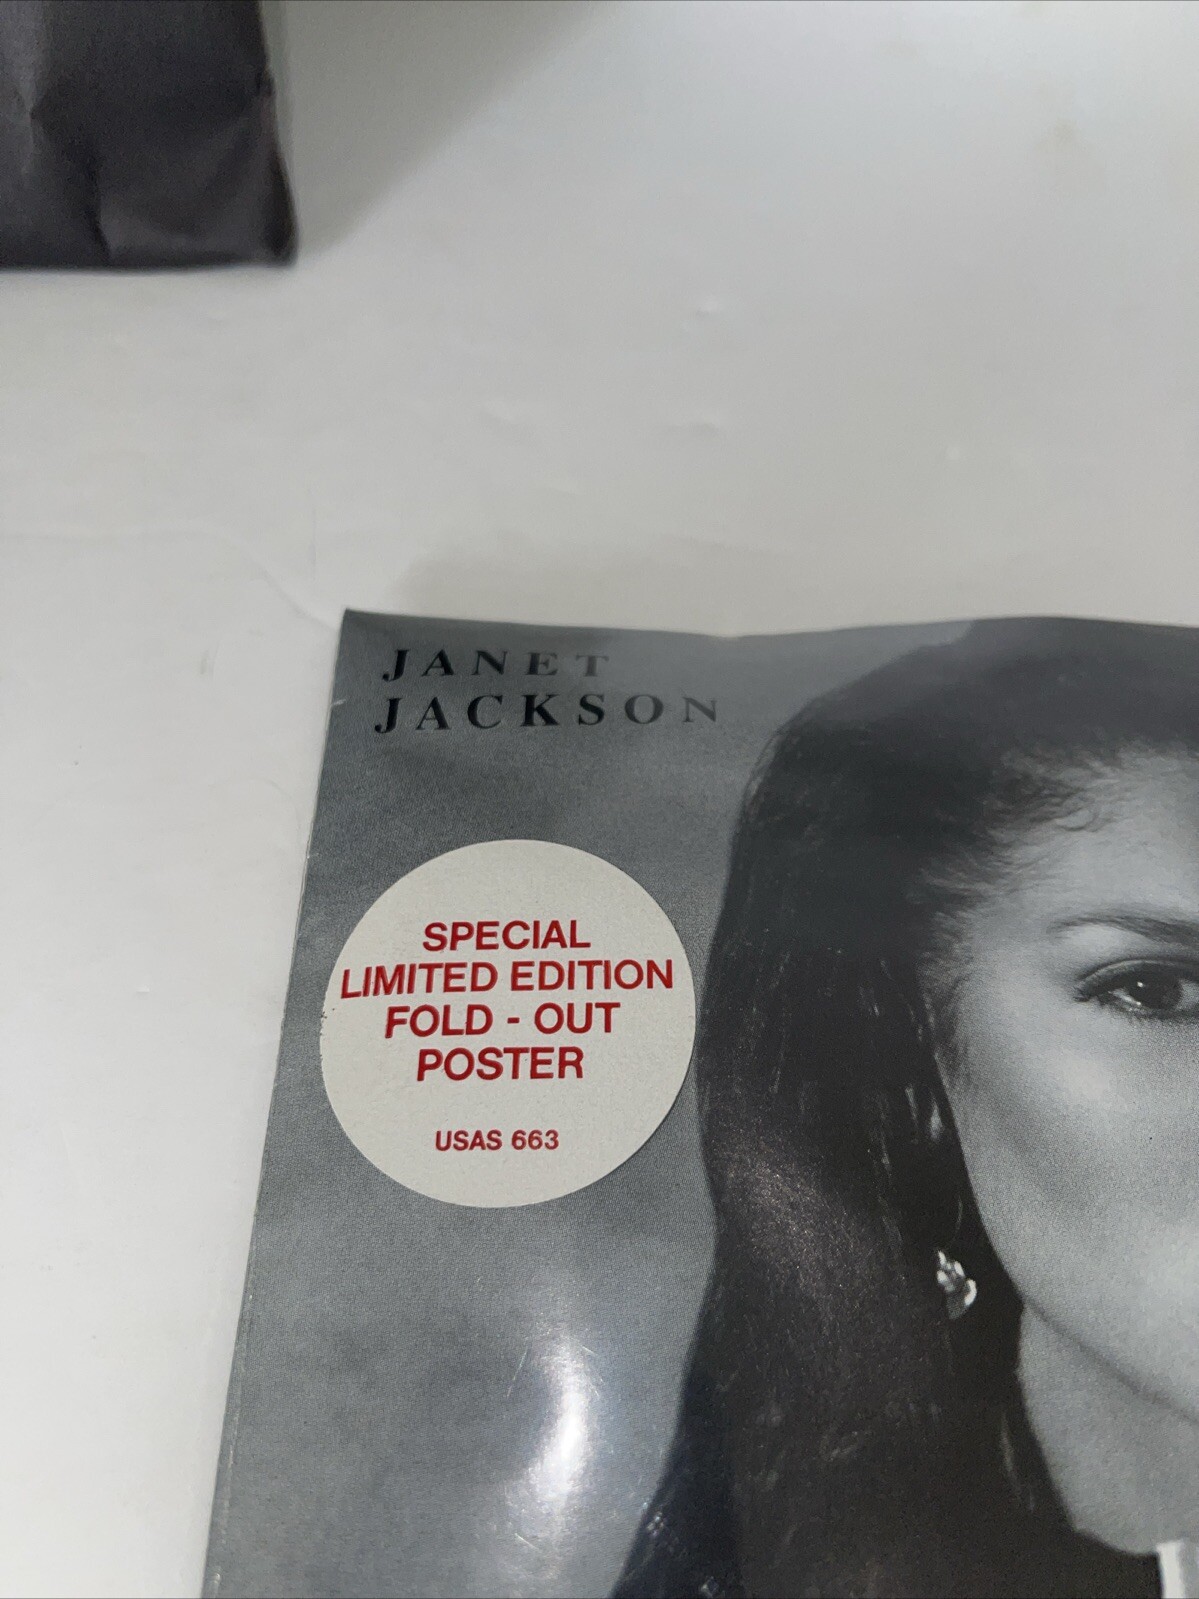 JANET
JACKSON
SPECIAL
LIMITED EDITION
FOLD - OUT
POSTER
USAS 663